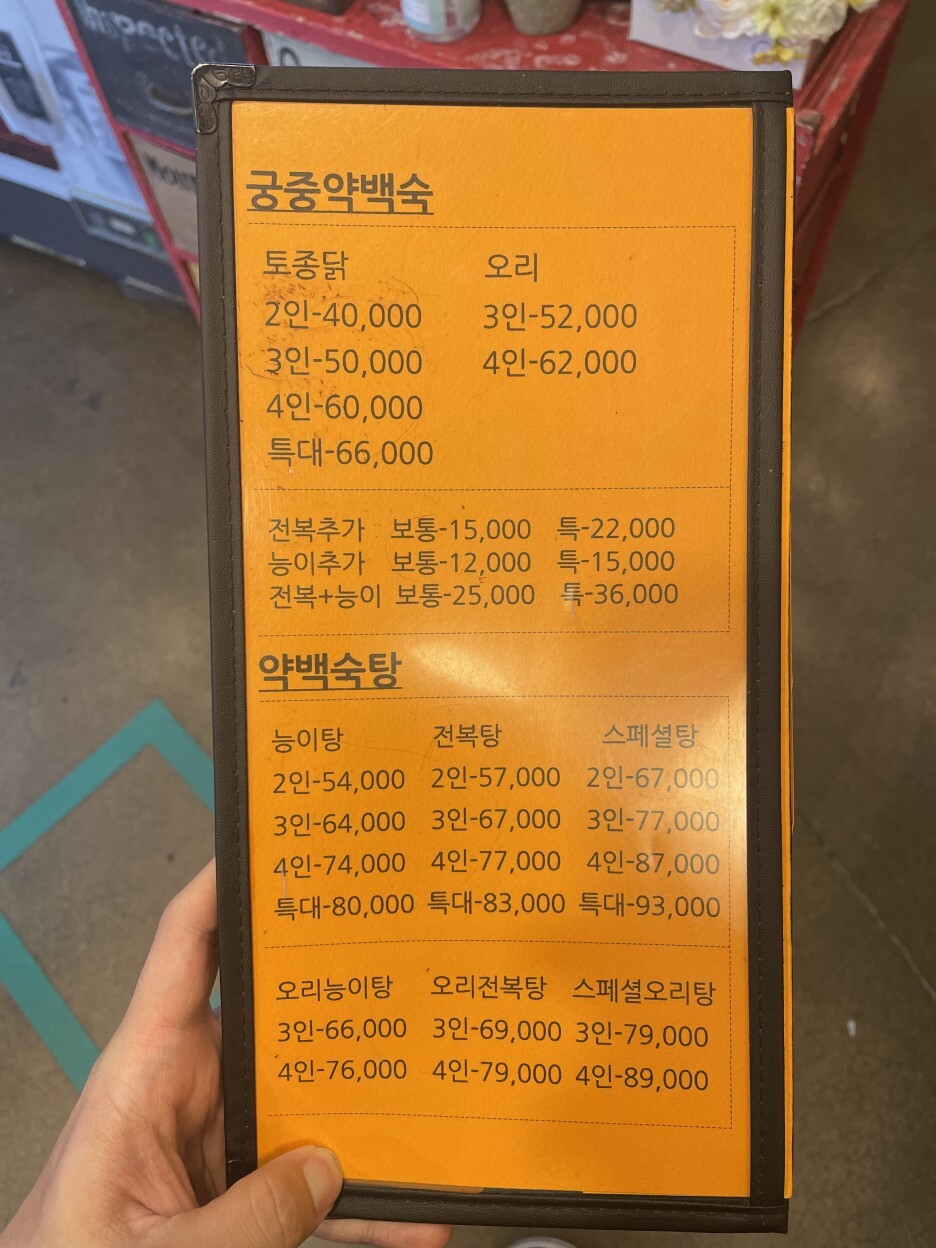 Inspected
궁중약백숙
토종닭 오리
2인-40,000 3인-52,000
3인-50,000 4인-62,000
4인-60,000
특대-66,000
전복추가 보통-15,000 특-22,000
능이추가 보통-12,000 특-15,000
전복+능이 보통-25,000 특-36,000
약백숙탕
능이탕 전복탕 스페셜탕
2인-54,000 2인-57,000 2인-67,000
3인-64,000 3인-67,000 3인-77,000
4인-74,000 4인-77,000 4인-87,000
특대-80,000 특대-83,000 특대-93,000
오리능이탕 오리전복탕 스페셜오리탕
3인-66,000 3인-69,000 3인-79,000
4인-76,000 4인-79,000 4인-89,000